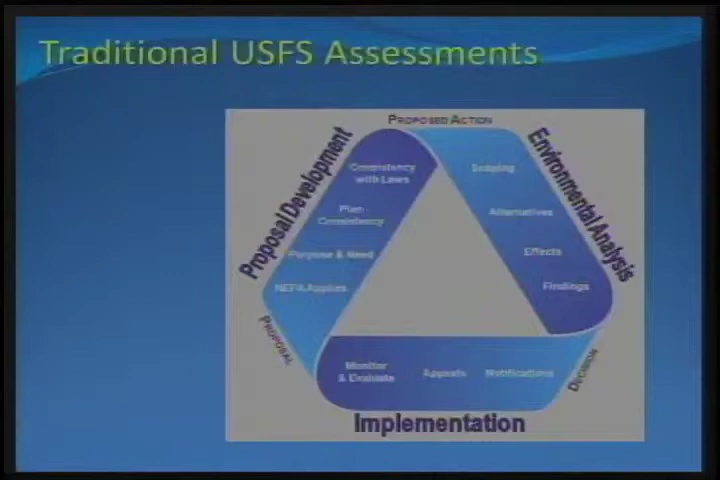 Traditional USFS Assessments
PROPOSED ACTION
Proposal Development
Consistency
with Laws
Plan
Consistency
Purpose & Need
NEPA Applies
PROPOSAL
Environmental Analysis
Scoping
Alternatives
Effects
Findings
DECISION
Monitor
& Evaluate
Appeals
Notifications
Implementation